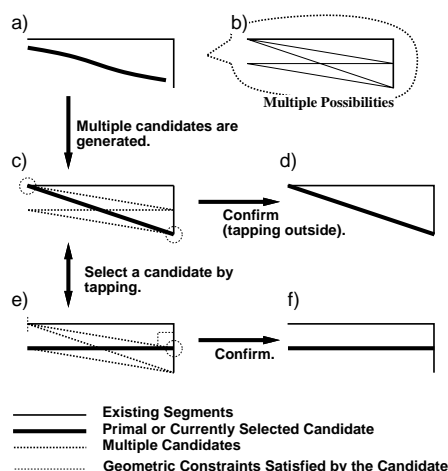 a)
b)
Multiple Possibilities
Multiple candidates are
generated.
c)
d)
Confirm
(tapping outside).
Select a candidate by
tapping.
e)
f)
Confirm.
Existing Segments
Primal or Currently Selected Candidate
Multiple Candidates
Geometric Constraints Satisfied by the Candidate